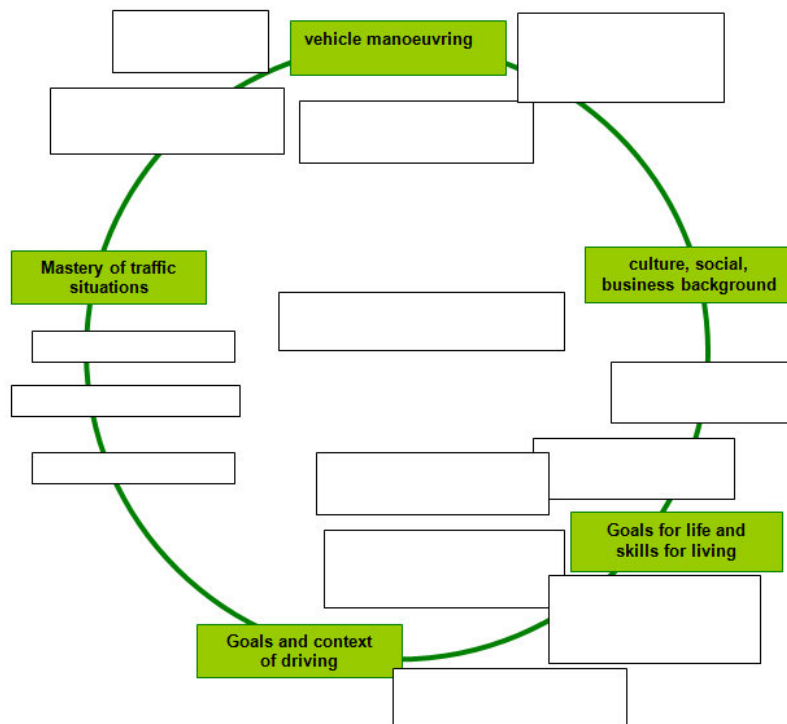 vehicle manoeuvring
Mastery of traffic
situations
culture, social,
business background
Goals for life and
skills for living
Goals and context
of driving